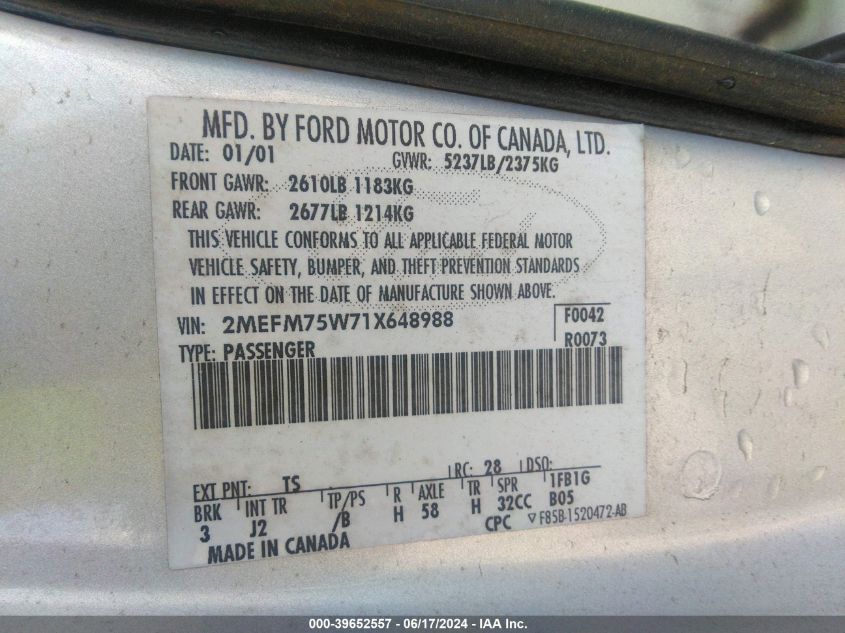 MFD. BY FORD MOTOR CO. OF CANADA, LTD.
DATE: 01/01 GVWR: 5237LB/2375KG
FRONT GAWR: 2610LB 1183KG
REAR GAWR: 2677LB 1214KG
THIS VEHICLE CONFORMS TO ALL APPLICABLE FEDERAL MOTOR
VEHICLE SAFETY, BUMPER, AND THEFT PREVENTION STANDARDS
IN EFFECT ON THE DATE OF MANUFACTURE SHOWN ABOVE.
VIN: 2MEFM75W71X648988 F0042
TYPE: PASSENGER R0073
EXT PNT: TS RC: 28 DSO:
BRK INT TR TP/PS R AXLE TR SPR 1FB1G
3 J2 /B H 58 H 32CC B05
MADE IN CANADA CPC ▽F85B-1520472-AB
000-39652557 - 06/17/2024 - IAA Inc.